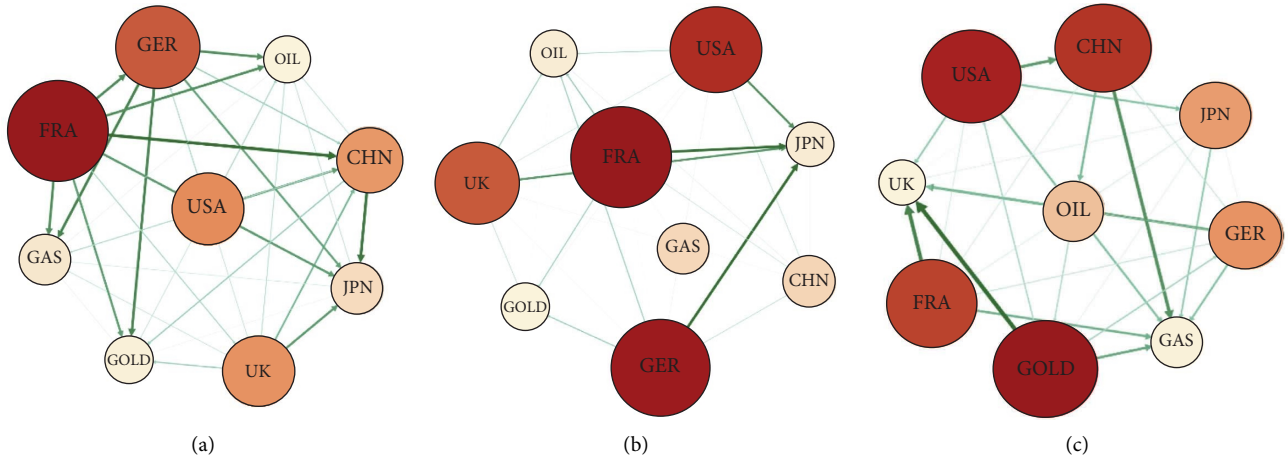 GER
OIL
FRA
CHN
USA
GAS
JPN
GOLD
UK
(a)
OIL
USA
JPN
FRA
UK
GAS
CHN
GOLD
GER
(b)
CHN
USA
JPN
UK
OIL
GER
FRA
GAS
GOLD
(c)